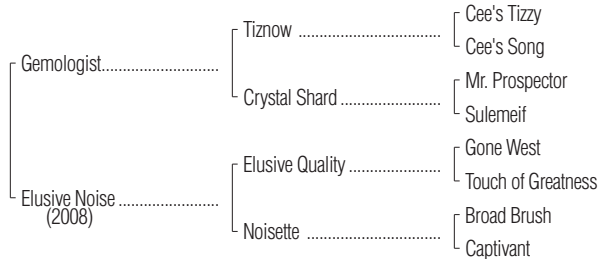 Cee's Tizzy
Tiznow
Cee's Song
Gemologist
Mr. Prospector
Crystal Shard
Sulemeif
Gone West
Elusive Quality
Touch of Greatness
Elusive Noise
(2008)
Broad Brush
Noisette
Captivant